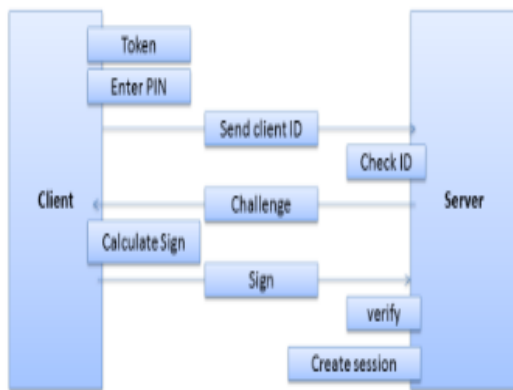 Token
Enter PIN
Send client ID
Check ID
Client
Challenge
Server
Calculate Sign
Sign
verify
Create session